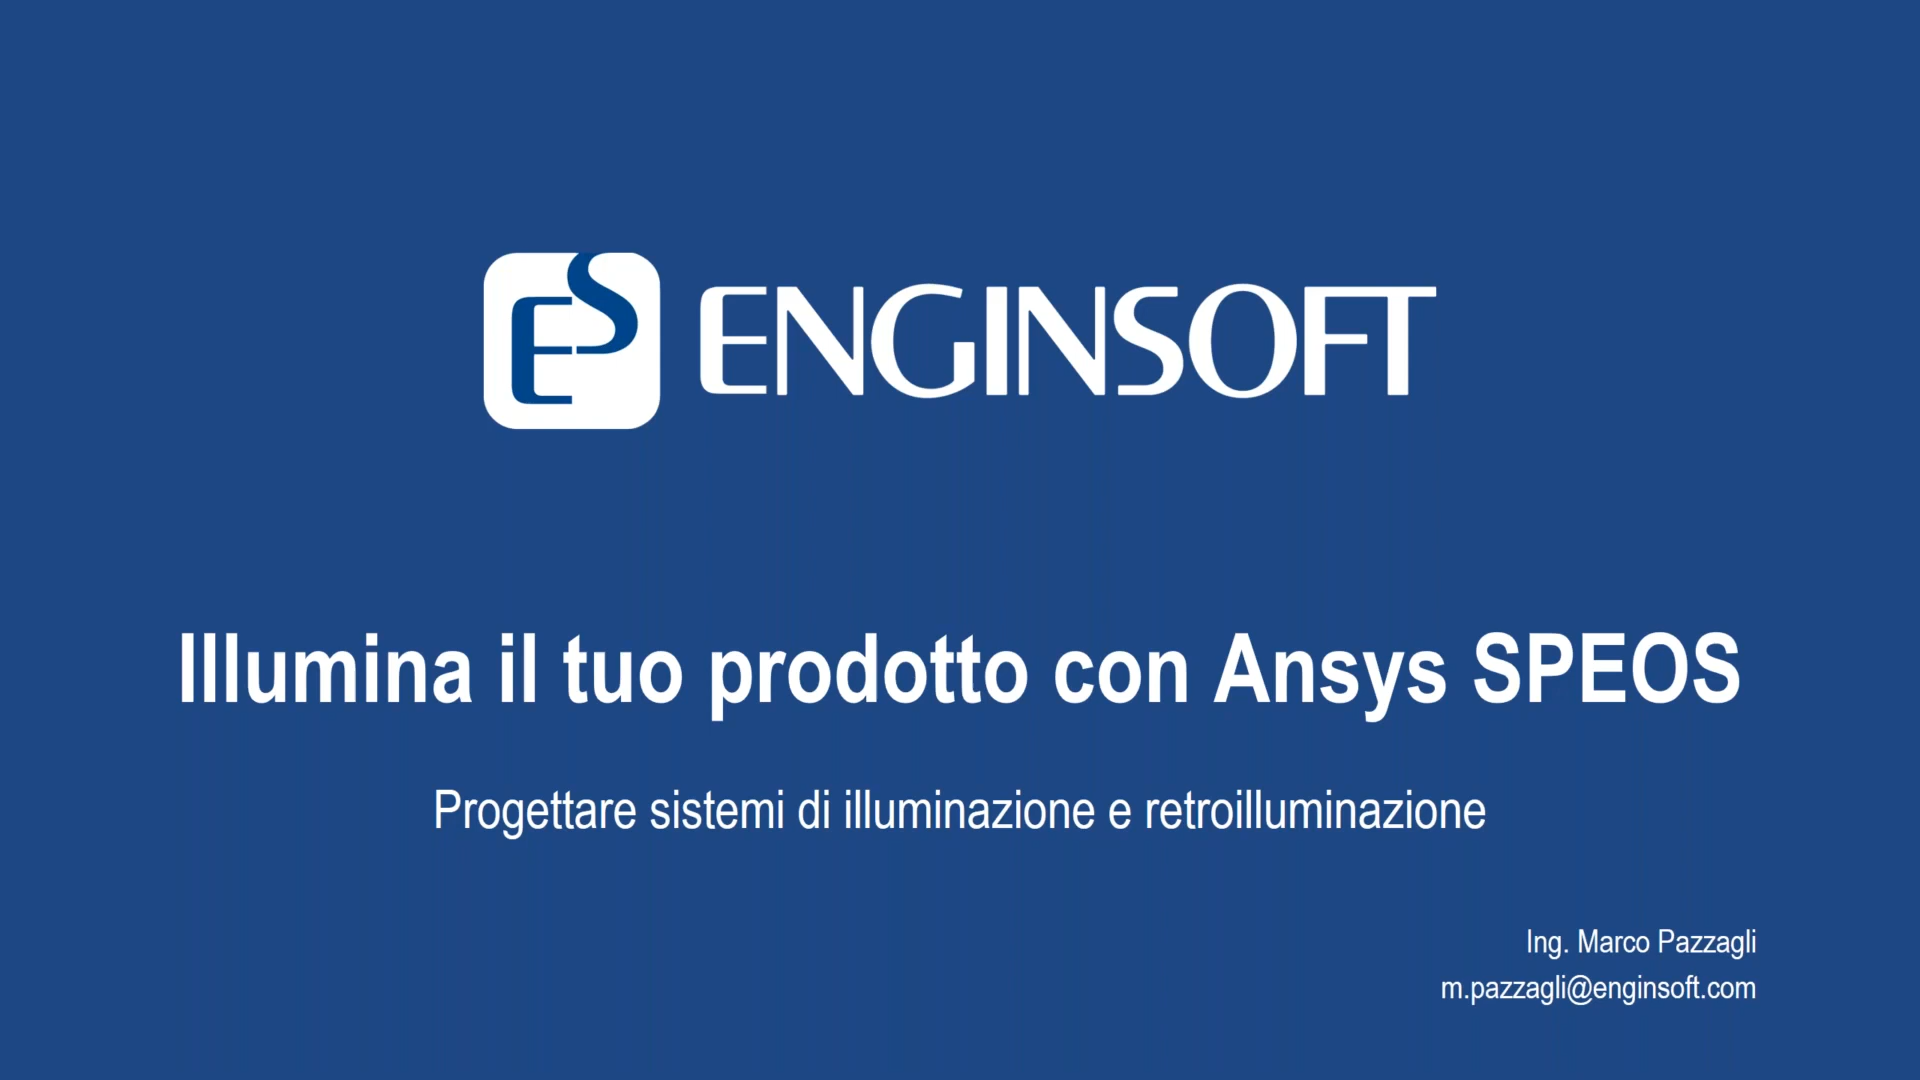 ES ENGINSOFT
Illumina il tuo prodotto con Ansys SPEOS
Progettare sistemi di illuminazione e retroilluminazione
Ing. Marco Pazzagli
m.pazzagli@enginsoft.com